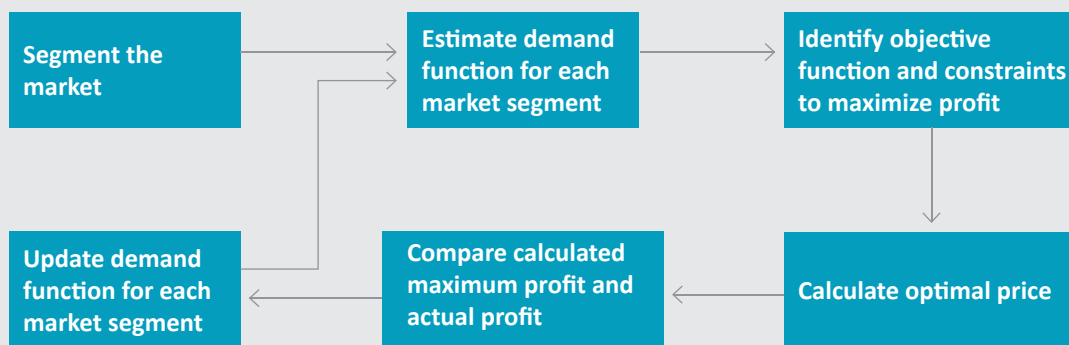 Segment the
market
Estimate demand
function for each
market segment
Identify objective
function and constraints
to maximize profit
Calculate optimal price
Compare calculated
maximum profit and
actual profit
Update demand
function for each
market segment